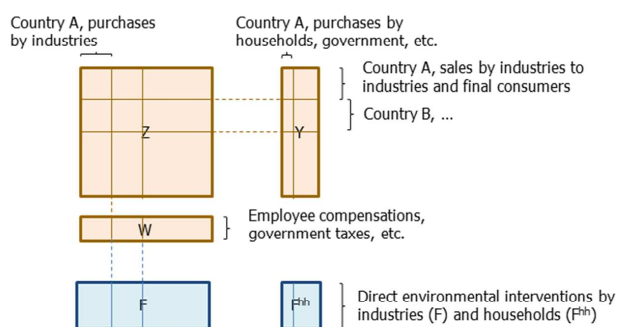 Country A, purchases
by industries
Country A, purchases by
households, government, etc.
Country A, sales by industries to
industries and final consumers
Country B, ...
Z
Y
W
Employee compensations,
government taxes, etc.
F
Fʰʰ
Direct environmental interventions by
industries (F) and households (Fʰʰ)